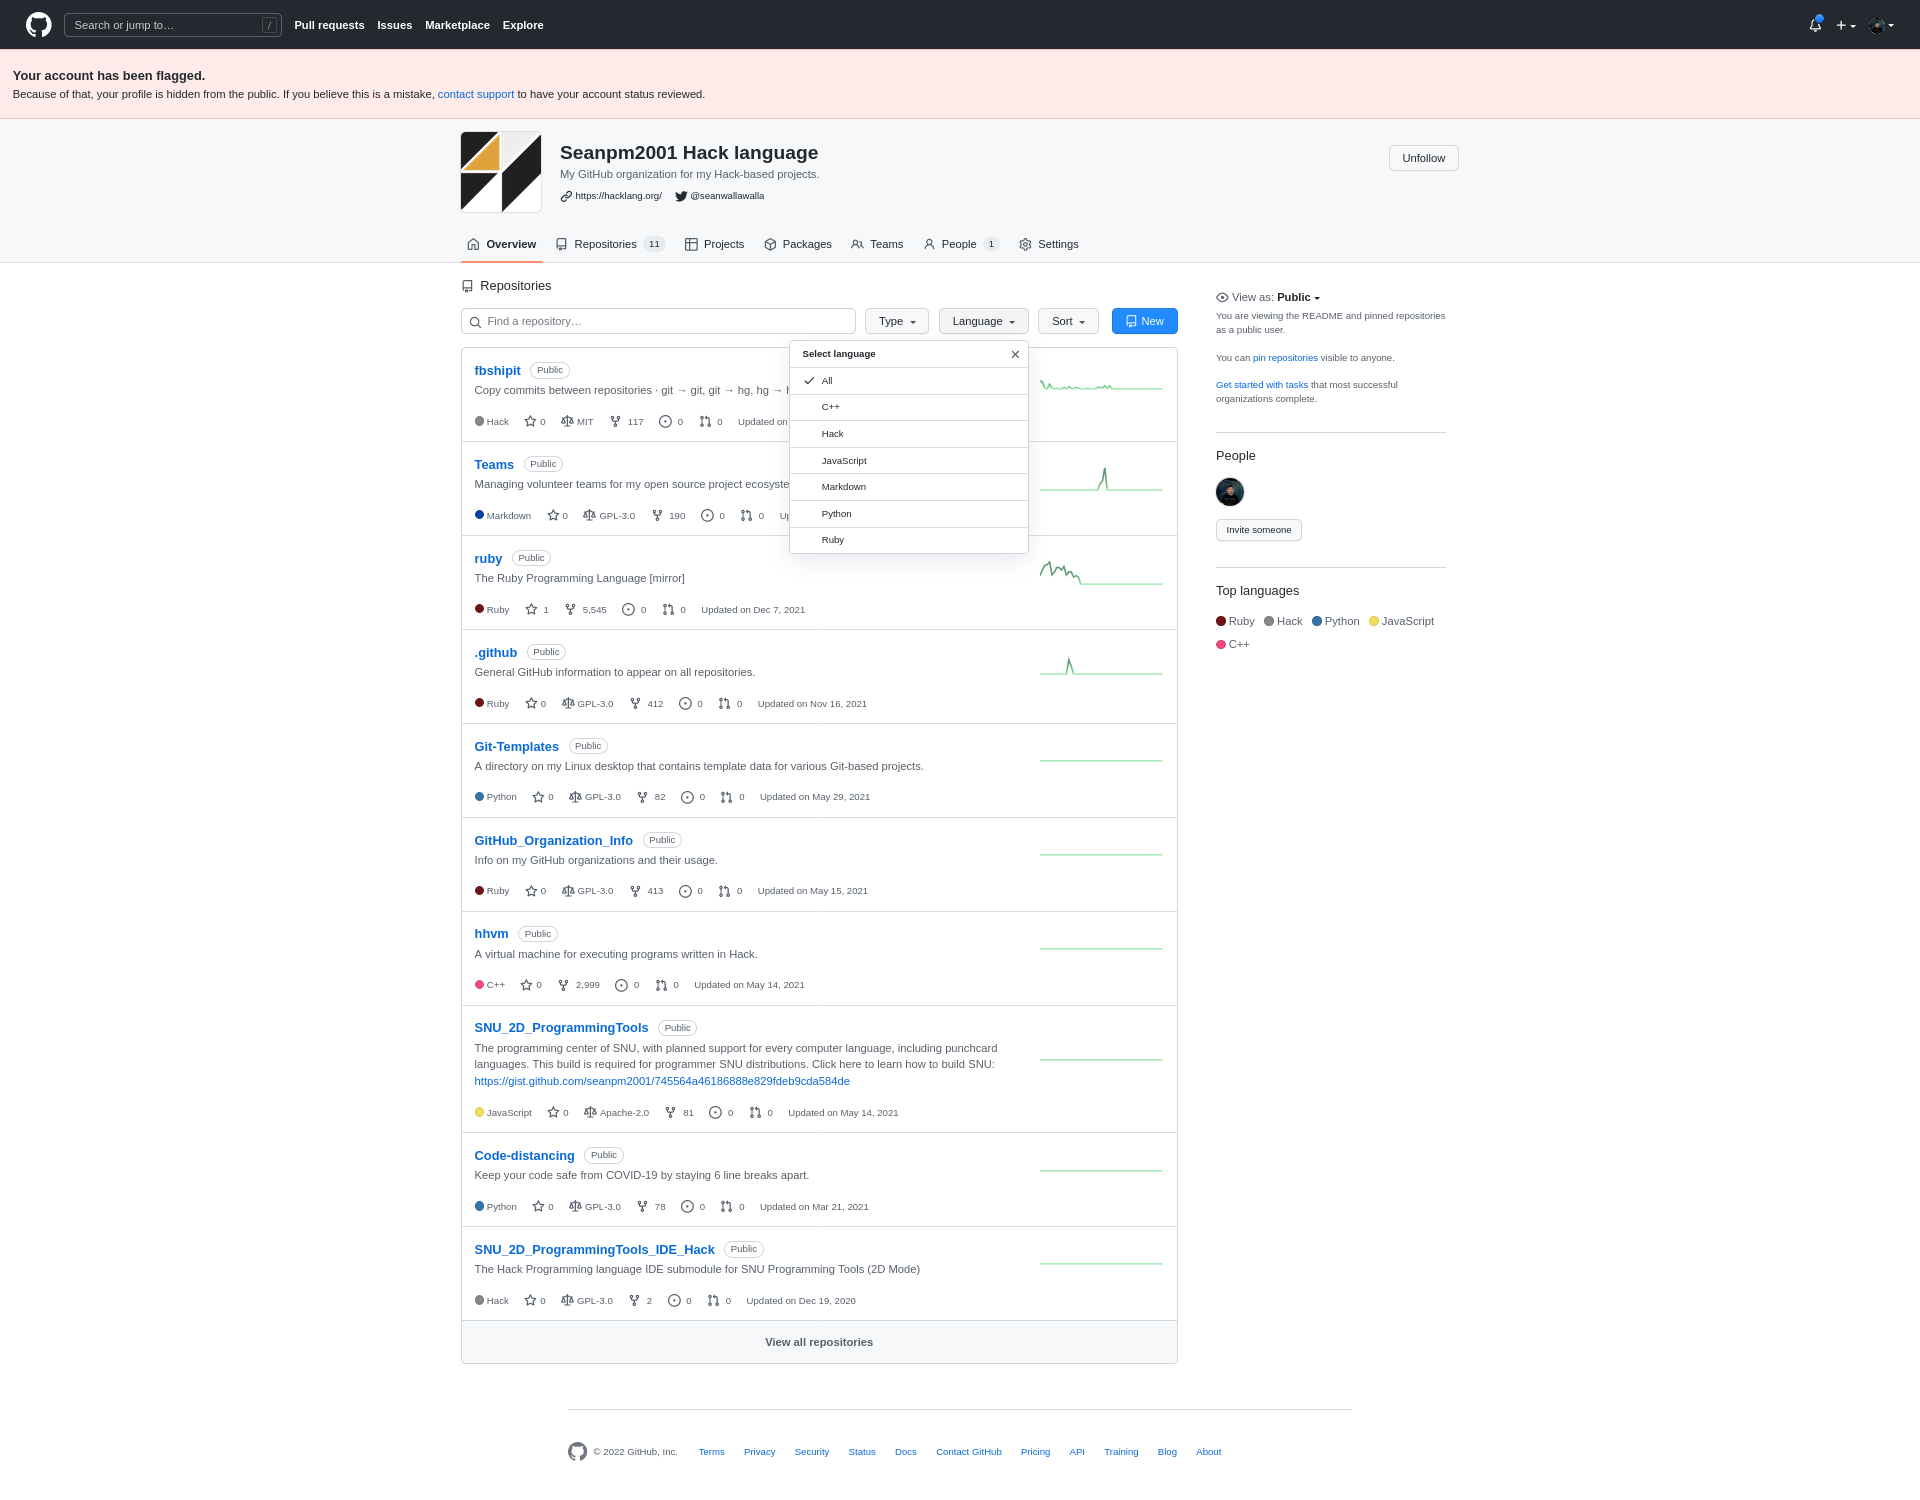 Search or jump to… /
Pull requests Issues Marketplace Explore
Your account has been flagged.
Because of that, your profile is hidden from the public. If you believe this is a mistake, contact support to have your account status reviewed.
Seanpm2001 Hack language
My GitHub organization for my Hack-based projects.
https://hacklang.org/ @seanwallawalla
Unfollow
Overview Repositories 11 Projects Packages Teams People 1 Settings
Repositories
Find a repository…
Type Language Sort New
Select language
All
C++
Hack
JavaScript
Markdown
Python
Ruby
fbshipit Public
Copy commits between repositories · git → git, git → hg, hg →
Hack 0 MIT 117 0 0 Updated on
Teams Public
Managing volunteer teams for my open source project
Markdown 0 GPL-3.0 190 0 0
ruby Public
The Ruby Programming Language [mirror]
Ruby 1 5,545 0 0 Updated on Dec 7, 2021
.github Public
General GitHub information to appear on all repositories.
Ruby 0 GPL-3.0 412 0 0 Updated on Nov 16, 2021
Git-Templates Public
A directory on my Linux desktop that contains template data for various Git-based projects.
Python 0 GPL-3.0 82 0 0 Updated on May 29, 2021
GitHub_Organization_Info Public
Info on my GitHub organizations and their usage.
Ruby 0 GPL-3.0 413 0 0 Updated on May 15, 2021
hhvm Public
A virtual machine for executing programs written in Hack.
C++ 0 2,999 0 0 Updated on May 14, 2021
SNU_2D_ProgrammingTools Public
The programming center of SNU, with planned support for every computer language, including punchcard
languages. This build is required for programmer SNU distributions. Click here to learn how to build SNU:
https://gist.github.com/seanpm2001/745564a46186888e829fdeb9cda584de
JavaScript 0 Apache-2.0 81 0 0 Updated on May 14, 2021
Code-distancing Public
Keep your code safe from COVID-19 by staying 6 line breaks apart.
Python 0 GPL-3.0 78 0 0 Updated on Mar 21, 2021
SNU_2D_ProgrammingTools_IDE_Hack Public
The Hack Programming language IDE submodule for SNU Programming Tools (2D Mode)
Hack 0 GPL-3.0 2 0 0 Updated on Dec 19, 2020
View all repositories
View as: Public
You are viewing the README and pinned repositories
as a public user.
You can pin repositories visible to anyone.
Get started with tasks that most successful
organizations complete.
People
Invite someone
Top languages
Ruby Hack Python JavaScript
C++
© 2022 GitHub, Inc. Terms Privacy Security Status Docs Contact GitHub Pricing API Training Blog About